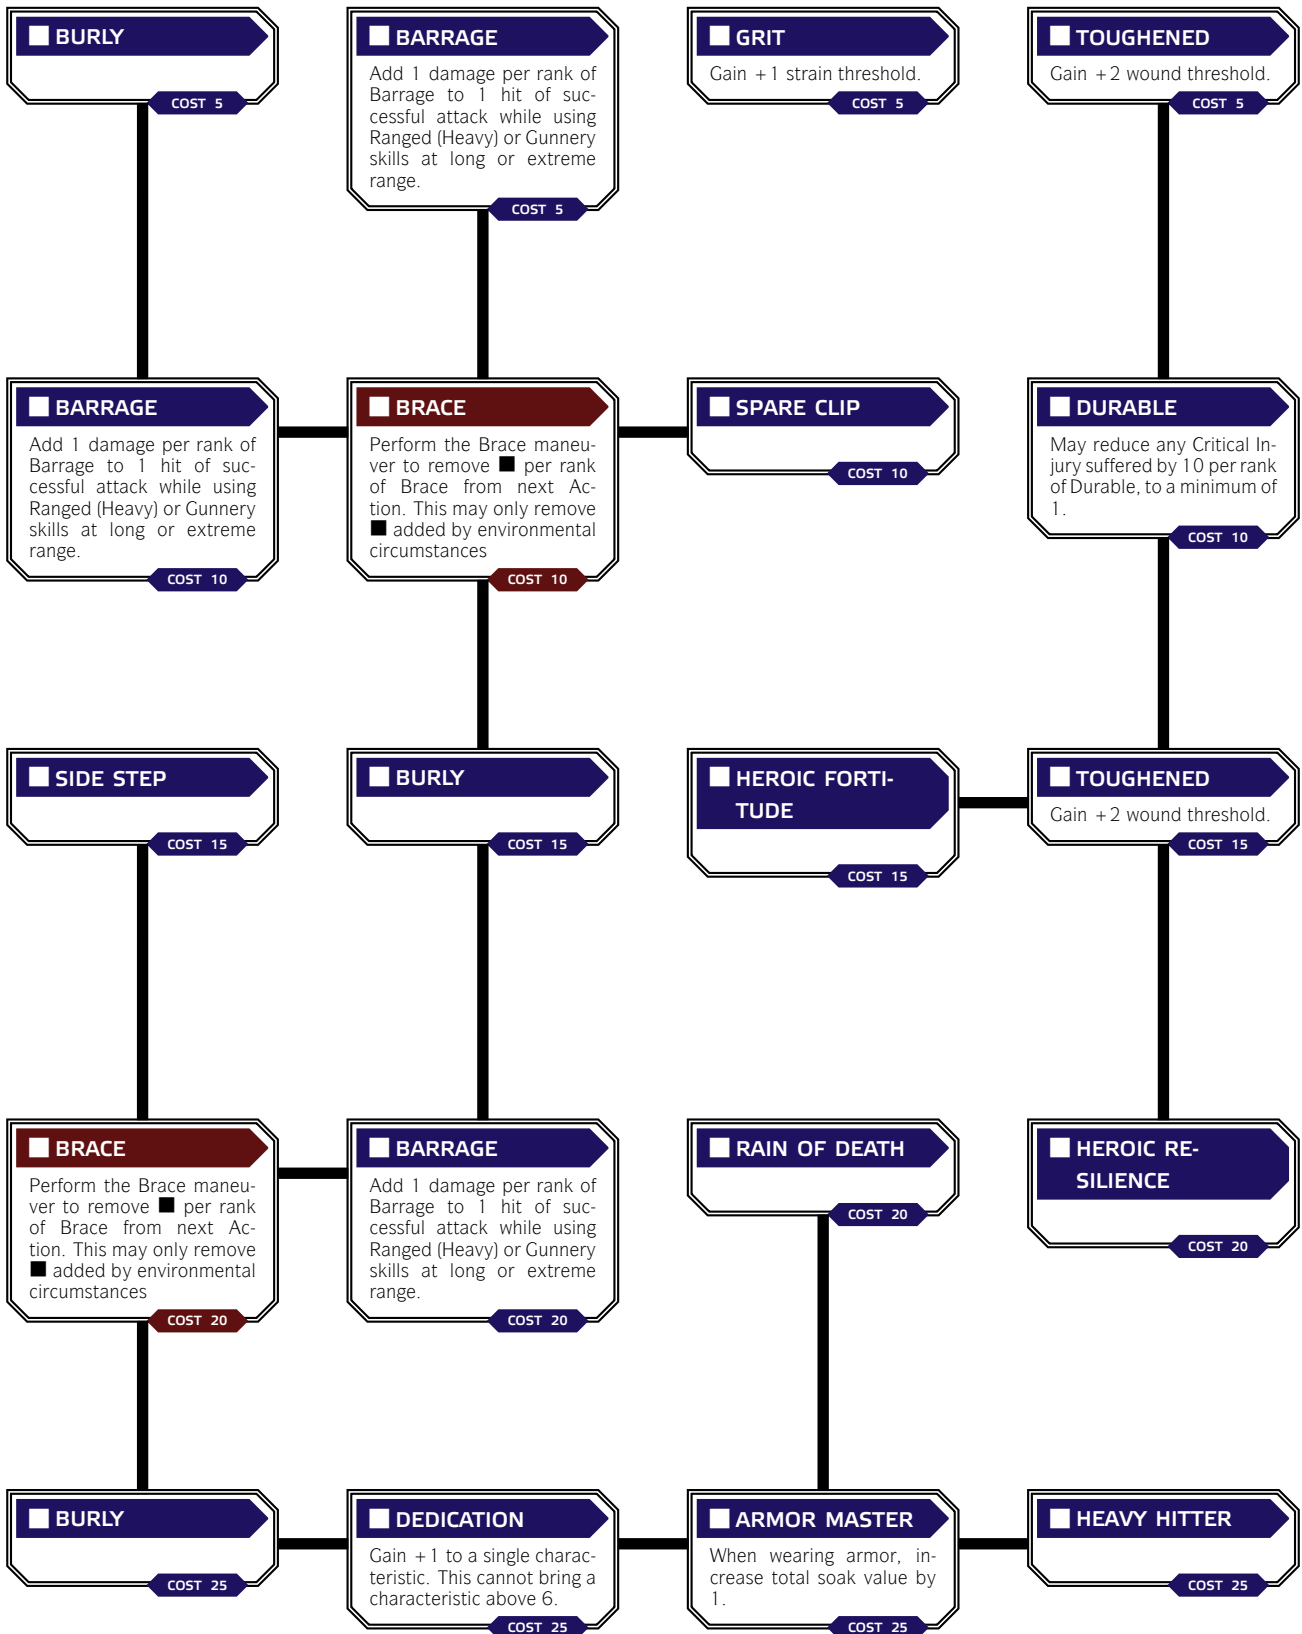 BURLY
COST 5
BARRAGE
Add 1 damage per rank of
Barrage to 1 hit of suc-
cessful attack while using
Ranged (Heavy) or Gunnery
skills at long or extreme
range.
COST 5
GRIT
Gain +1 strain threshold.
COST 5
TOUGHENED
Gain +2 wound threshold.
COST 5
BARRAGE
Add 1 damage per rank of
Barrage to 1 hit of suc-
cessful attack while using
Ranged (Heavy) or Gunnery
skills at long or extreme
range.
COST 10
BRACE
Perform the Brace maneu-
ver to remove ■ per rank
of Brace from next Ac-
tion. This may only remove
■ added by environmental
circumstances
COST 10
SPARE CLIP
COST 10
DURABLE
May reduce any Critical In-
jury suffered by 10 per rank
of Durable, to a minimum of
1.
COST 10
SIDE STEP
COST 15
BURLY
COST 15
HEROIC FORTI-
TUDE
COST 15
TOUGHENED
Gain +2 wound threshold.
COST 15
BRACE
Perform the Brace maneu-
ver to remove ■ per rank
of Brace from next Ac-
tion. This may only remove
■ added by environmental
circumstances
COST 20
BARRAGE
Add 1 damage per rank of
Barrage to 1 hit of suc-
cessful attack while using
Ranged (Heavy) or Gunnery
skills at long or extreme
range.
COST 20
RAIN OF DEATH
COST 20
HEROIC RE-
SILIENCE
COST 20
BURLY
COST 25
DEDICATION
Gain +1 to a single charac-
teristic. This cannot bring a
characteristic above 6.
COST 25
ARMOR MASTER
When wearing armor, in-
crease total soak value by
1.
COST 25
HEAVY HITTER
COST 25